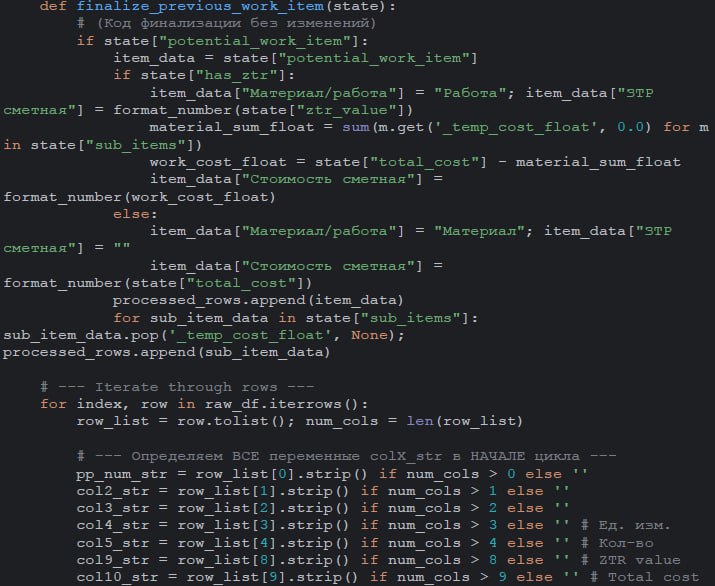 def finalize_previous_work_item(state):
# (Код финализации без изменений)
if state["potential_work_item"]:
item_data = state["potential_work_item"]
if state["has_ztr"]:
item_data["Материал/работа"] = "Работа"; item_data["ЗТР
сметная"] = format_number(state["ztr_value"])
material_sum_float = sum(m.get('_temp_cost_float', 0.0) for m
in state["sub_items"])
work_cost_float = state["total_cost"] - material_sum_float
item_data["Стоимость сметная"] =
format_number(work_cost_float)
else:
item_data["Материал/работа"] = "Материал"; item_data["ЗТР
сметная"] = ""
item_data["Стоимость сметная"] =
format_number(state["total_cost"])
processed_rows.append(item_data)
for sub_item_data in state["sub_items"]:
sub_item_data.pop('_temp_cost_float', None);
processed_rows.append(sub_item_data)
# --- Iterate through rows ---
for index, row in raw_df.iterrows():
row_list = row.tolist(); num_cols = len(row_list)
# --- Определяем ВСЕ переменные colX_str в НАЧАЛЕ цикла ---
pp_num_str = row_list[0].strip() if num_cols > 0 else ''
col2_str = row_list[1].strip() if num_cols > 1 else ''
col3_str = row_list[2].strip() if num_cols > 2 else ''
col4_str = row_list[3].strip() if num_cols > 3 else '' # Ед. изм.
col5_str = row_list[4].strip() if num_cols > 4 else '' # Кол-во
col9_str = row_list[8].strip() if num_cols > 8 else '' # ZTR value
col10_str = row_list[9].strip() if num_cols > 9 else '' # Total cost